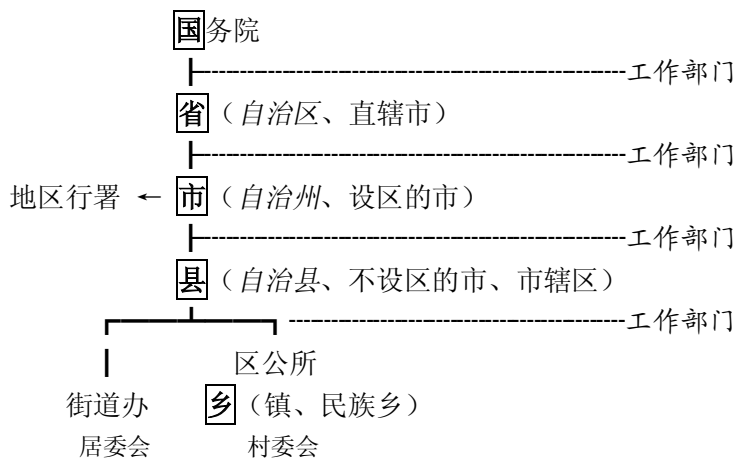 国务院
工作部门
省（自治区、直辖市）
工作部门
地区行署 ← 市（自治州、设区的市）
工作部门
县（自治县、不设区的市、市辖区）
工作部门
区公所
街道办 乡（镇、民族乡）
居委会 村委会